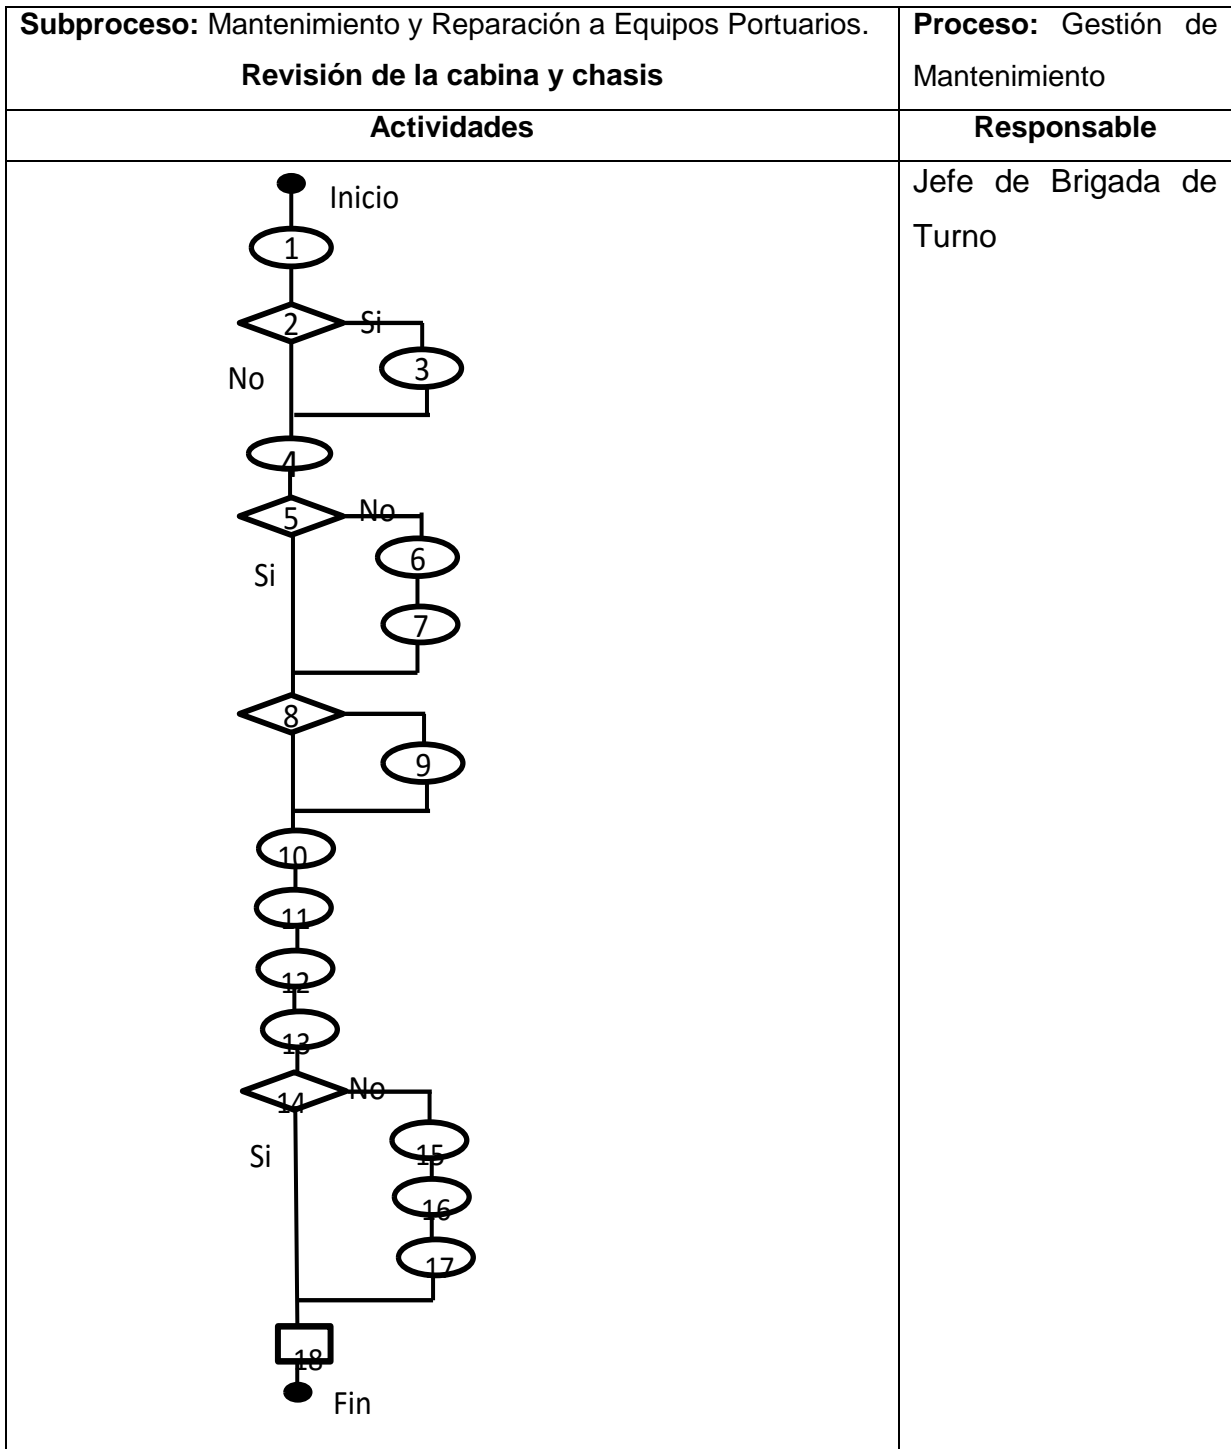 Subproceso: Mantenimiento y Reparación a Equipos Portuarios.
Revisión de la cabina y chasis
Proceso: Gestión de
Mantenimiento
Actividades
Responsable
Jefe de Brigada de
Turno
Inicio
1
2
Si
No
3
4
5
No
Si
6
7
8
9
10
11
12
13
14
No
Si
15
16
17
18
Fin